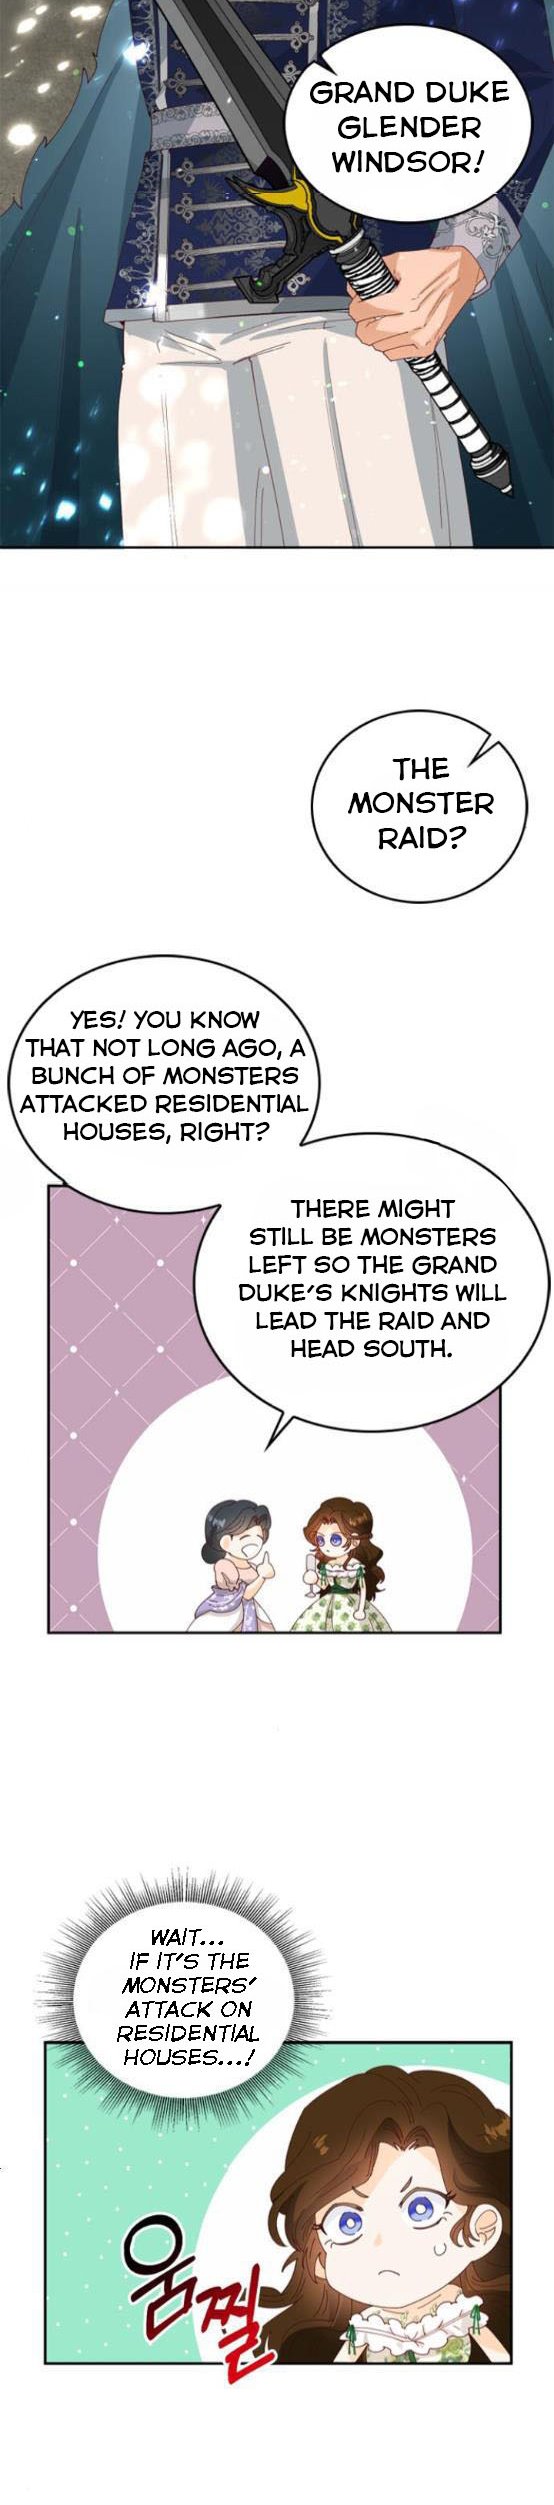 GRAND DUKE
GLENDER
WINDSOR!
THE
MONSTER
RAID?
YES! YOU KNOW
THAT NOT LONG AGO, A
BUNCH OF MONSTERS
ATTACKED RESIDENTIAL
HOUSES, RIGHT?
THERE MIGHT
STILL BE MONSTERS
LEFT SO THE GRAND
DUKE'S KNIGHTS WILL
LEAD THE RAID AND
HEAD SOUTH.
WAIT...
IF IT'S THE
MONSTERS'
ATTACK ON
RESIDENTIAL
HOUSES...!
움찔